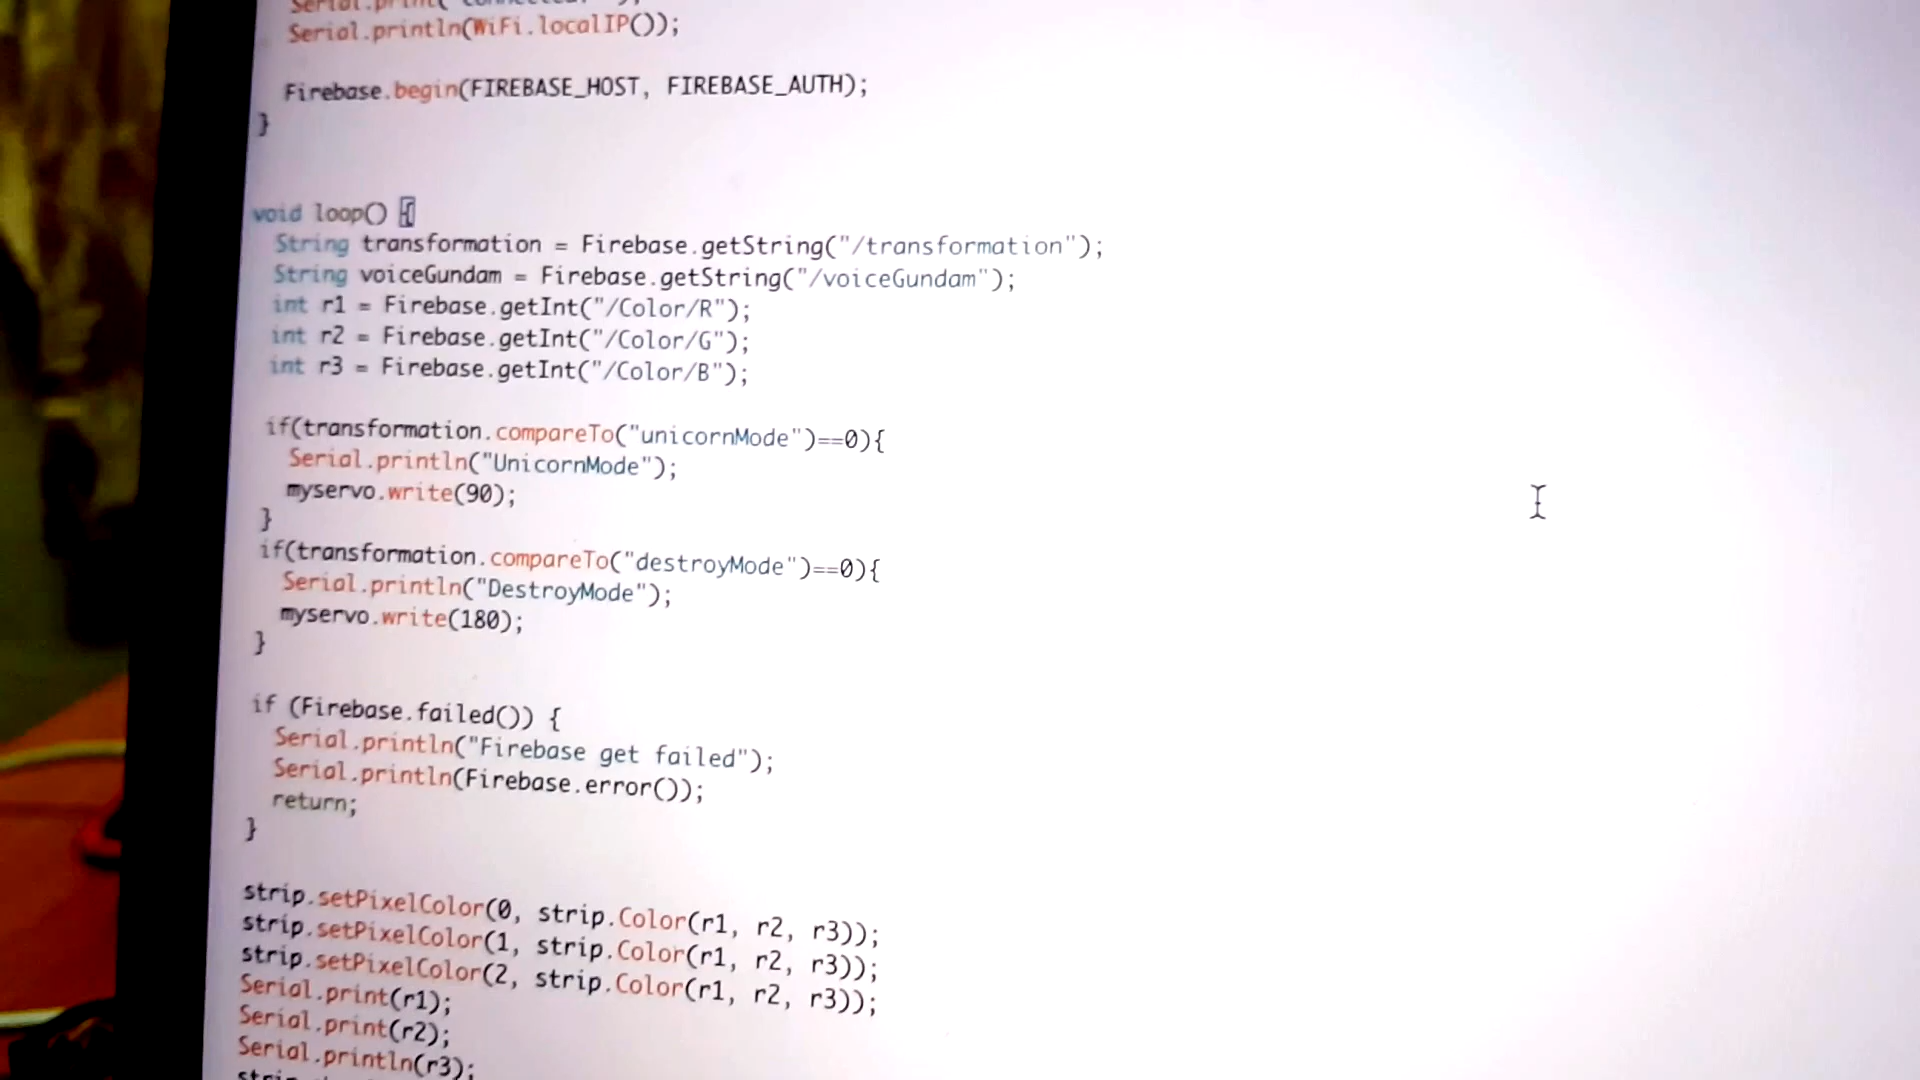 Serial.print("connected: ");
Serial.println(WiFi.localIP());
Firebase.begin(FIREBASE_HOST, FIREBASE_AUTH);
}
void loop() {
String transformation = Firebase.getString("/transformation");
String voiceGundam = Firebase.getString("/voiceGundam");
int r1 = Firebase.getInt("/Color/R");
int r2 = Firebase.getInt("/Color/G");
int r3 = Firebase.getInt("/Color/B");
if(transformation.compareTo("unicornMode")==0){
Serial.println("UnicornMode");
myservo.write(90);
}
if(transformation.compareTo("destroyMode")==0){
Serial.println("DestroyMode");
myservo.write(180);
}
if (Firebase.failed()) {
Serial.println("Firebase get failed");
Serial.println(Firebase.error());
return;
}
strip.setPixelColor(0, strip.Color(r1, r2, r3));
strip.setPixelColor(1, strip.Color(r1, r2, r3));
strip.setPixelColor(2, strip.Color(r1, r2, r3));
Serial.print(r1);
Serial.print(r2);
Serial.println(r3);